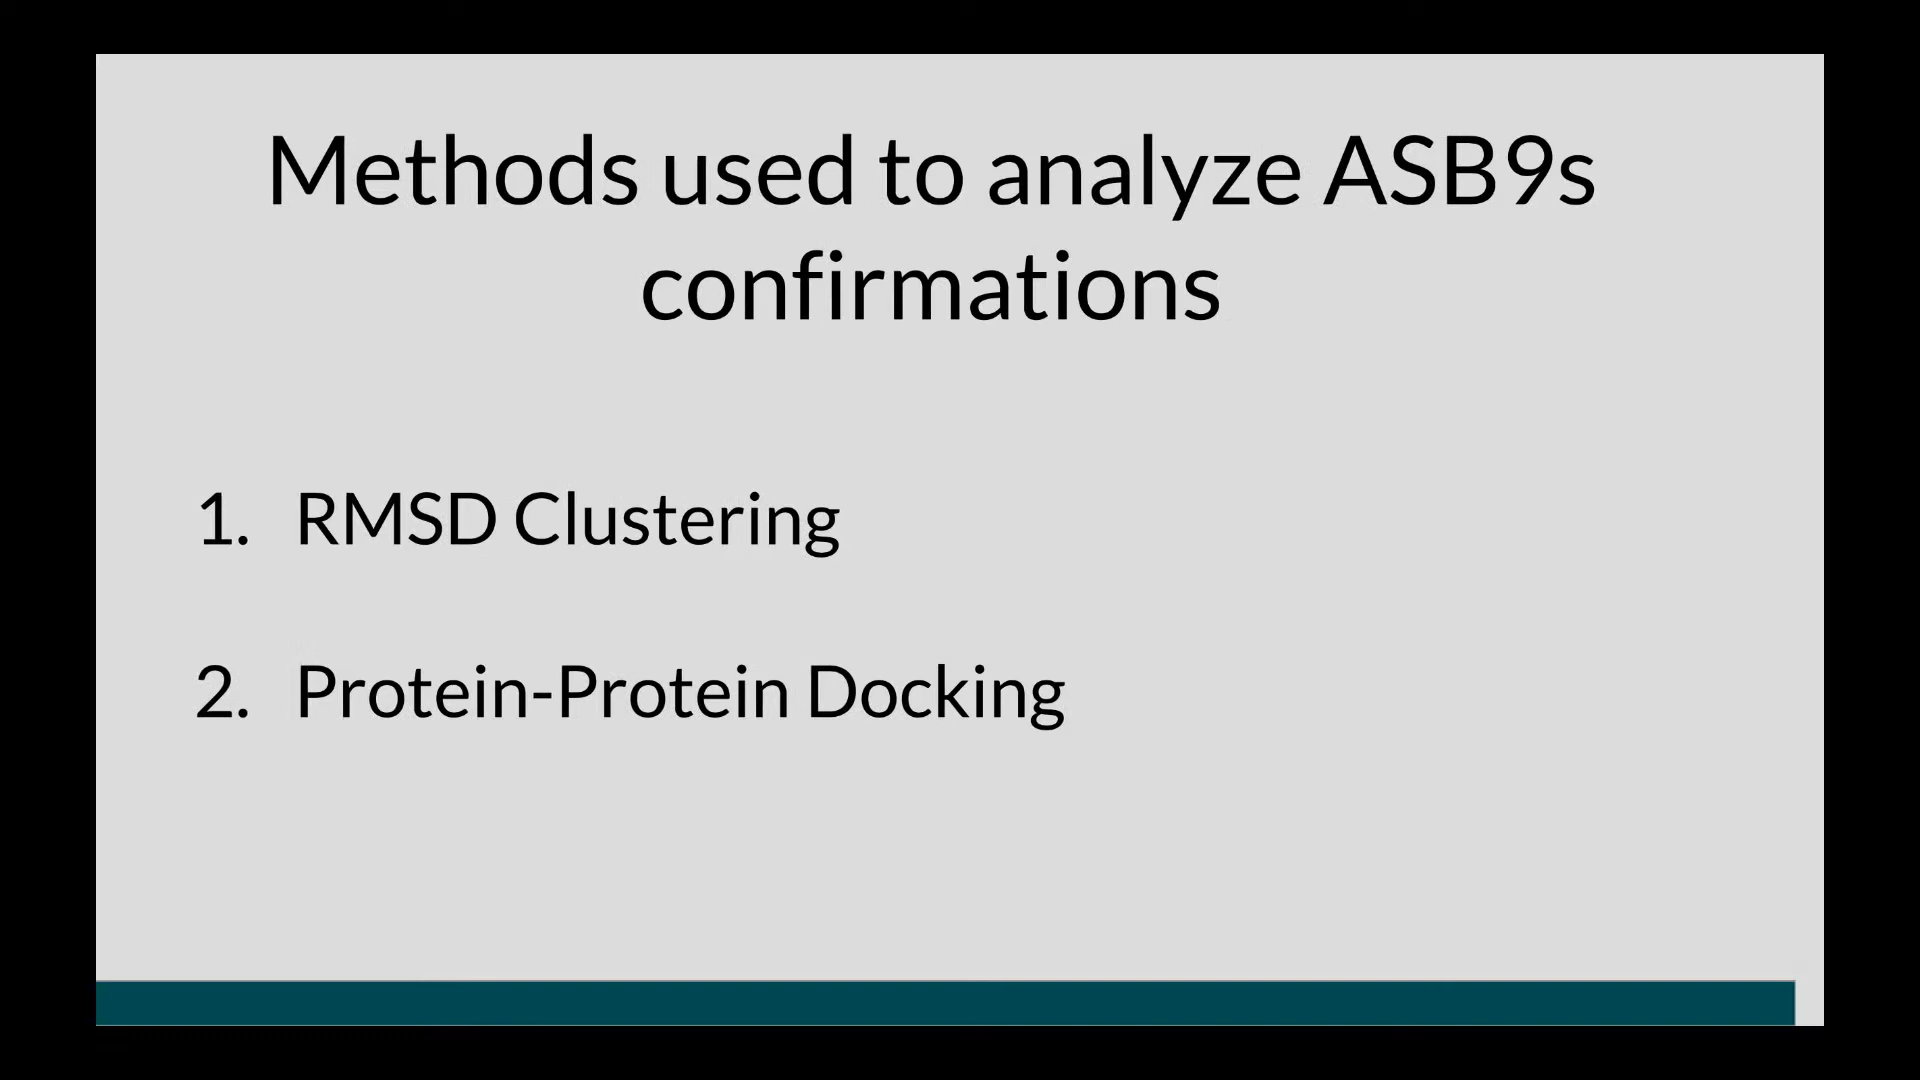 Methods used to analyze ASB9s
confirmations
1. RMSD Clustering
2. Protein-Protein Docking